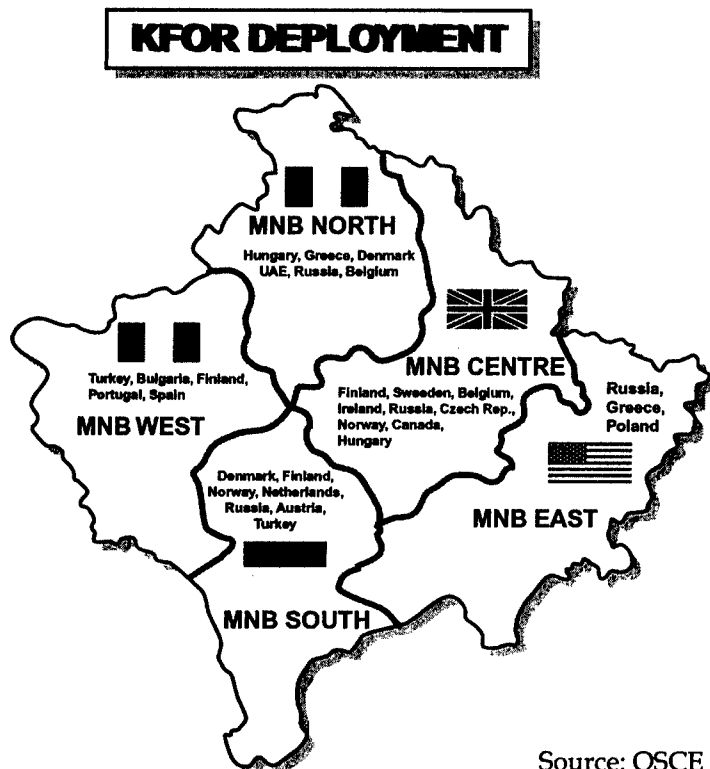 KFOR DEPLOYMENT
MNB NORTH
Hungary, Greece, Denmark
UAE, Russia, Belgium
MNB CENTRE
Finland, Sweeden, Belgium,
Ireland, Russia, Czech Rep.,
Norway, Canada,
Hungary
Turkey, Bulgaria, Finland,
Portugal, Spain
MNB WEST
Russia,
Greece,
Poland
MNB EAST
Denmark, Finland,
Norway, Netherlands,
Russia, Austria,
Turkey
MNB SOUTH
Source: OSCE